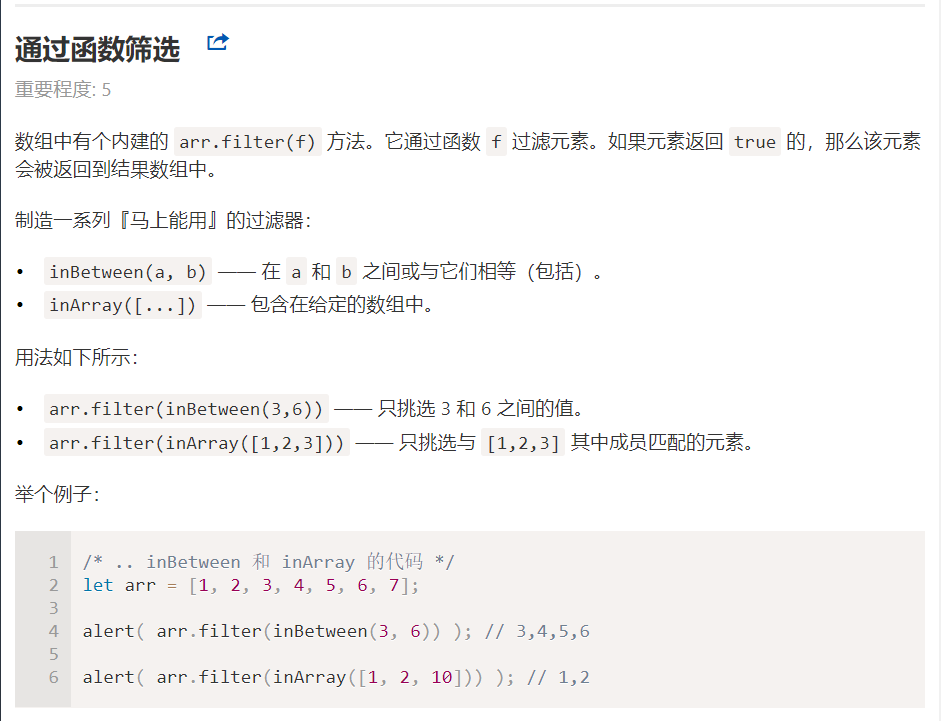 通过函数筛选
重要程度: 5
数组中有个内建的 arr.filter(f) 方法。它通过函数 f 过滤元素。如果元素返回 true 的，那么该元素
会被返回到结果数组中。
制造一系列『马上能用』的过滤器：
• inBetween(a, b) —— 在 a 和 b 之间或与它们相等（包括）。
• inArray([...]) —— 包含在给定的数组中。
用法如下所示：
• arr.filter(inBetween(3,6)) —— 只挑选 3 和 6 之间的值。
• arr.filter(inArray([1,2,3])) —— 只挑选与 [1,2,3] 其中成员匹配的元素。
举个例子：
1 /* .. inBetween 和 inArray 的代码 */
2 let arr = [1, 2, 3, 4, 5, 6, 7];
3
4 alert( arr.filter(inBetween(3, 6)) ); // 3,4,5,6
5
6 alert( arr.filter(inArray([1, 2, 10])) ); // 1,2